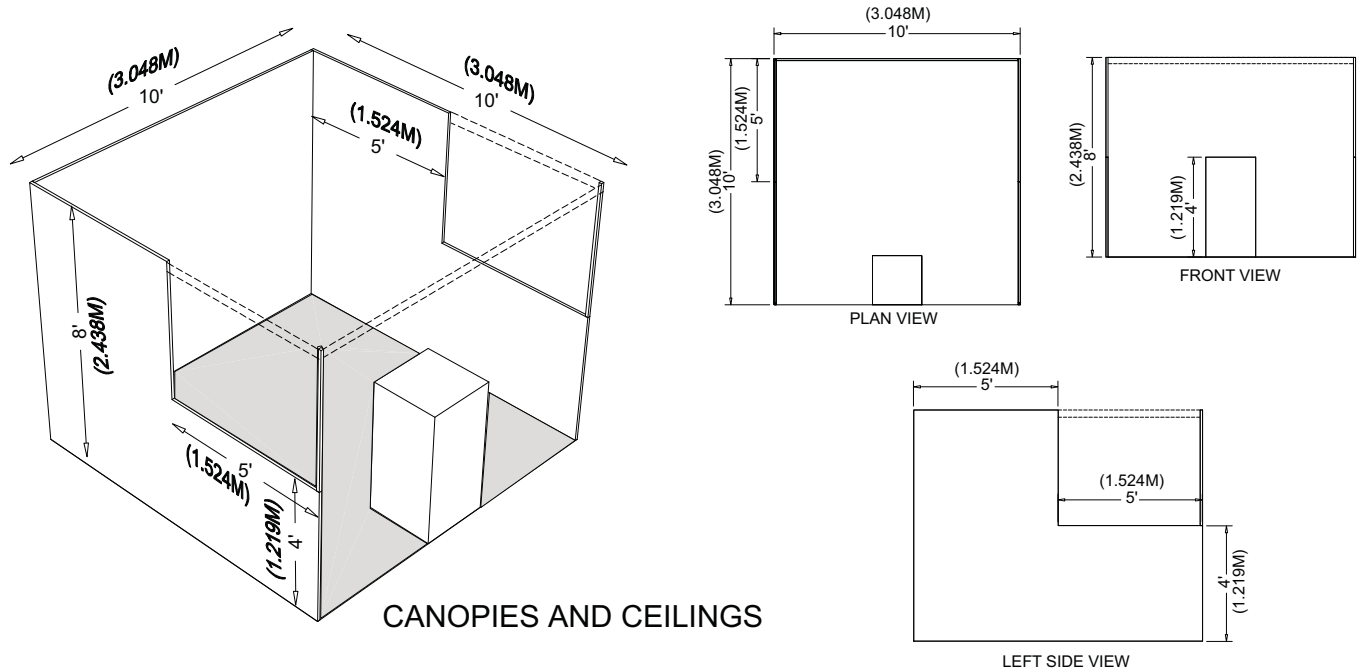 (3.048M)
10'
(3.048M)
10'
(1.524M)
5'
8'
(2.438M)
5'
(1.524M)
4'
(1.219M)
CANOPIES AND CEILINGS
(3.048M)
10'
(1.524M)
5'
(3.048M)
10'
PLAN VIEW
(2.438M)
8'
(1.219M)
4'
FRONT VIEW
(1.524M)
5'
(1.524M)
5'
4'
(1.219M)
LEFT SIDE VIEW